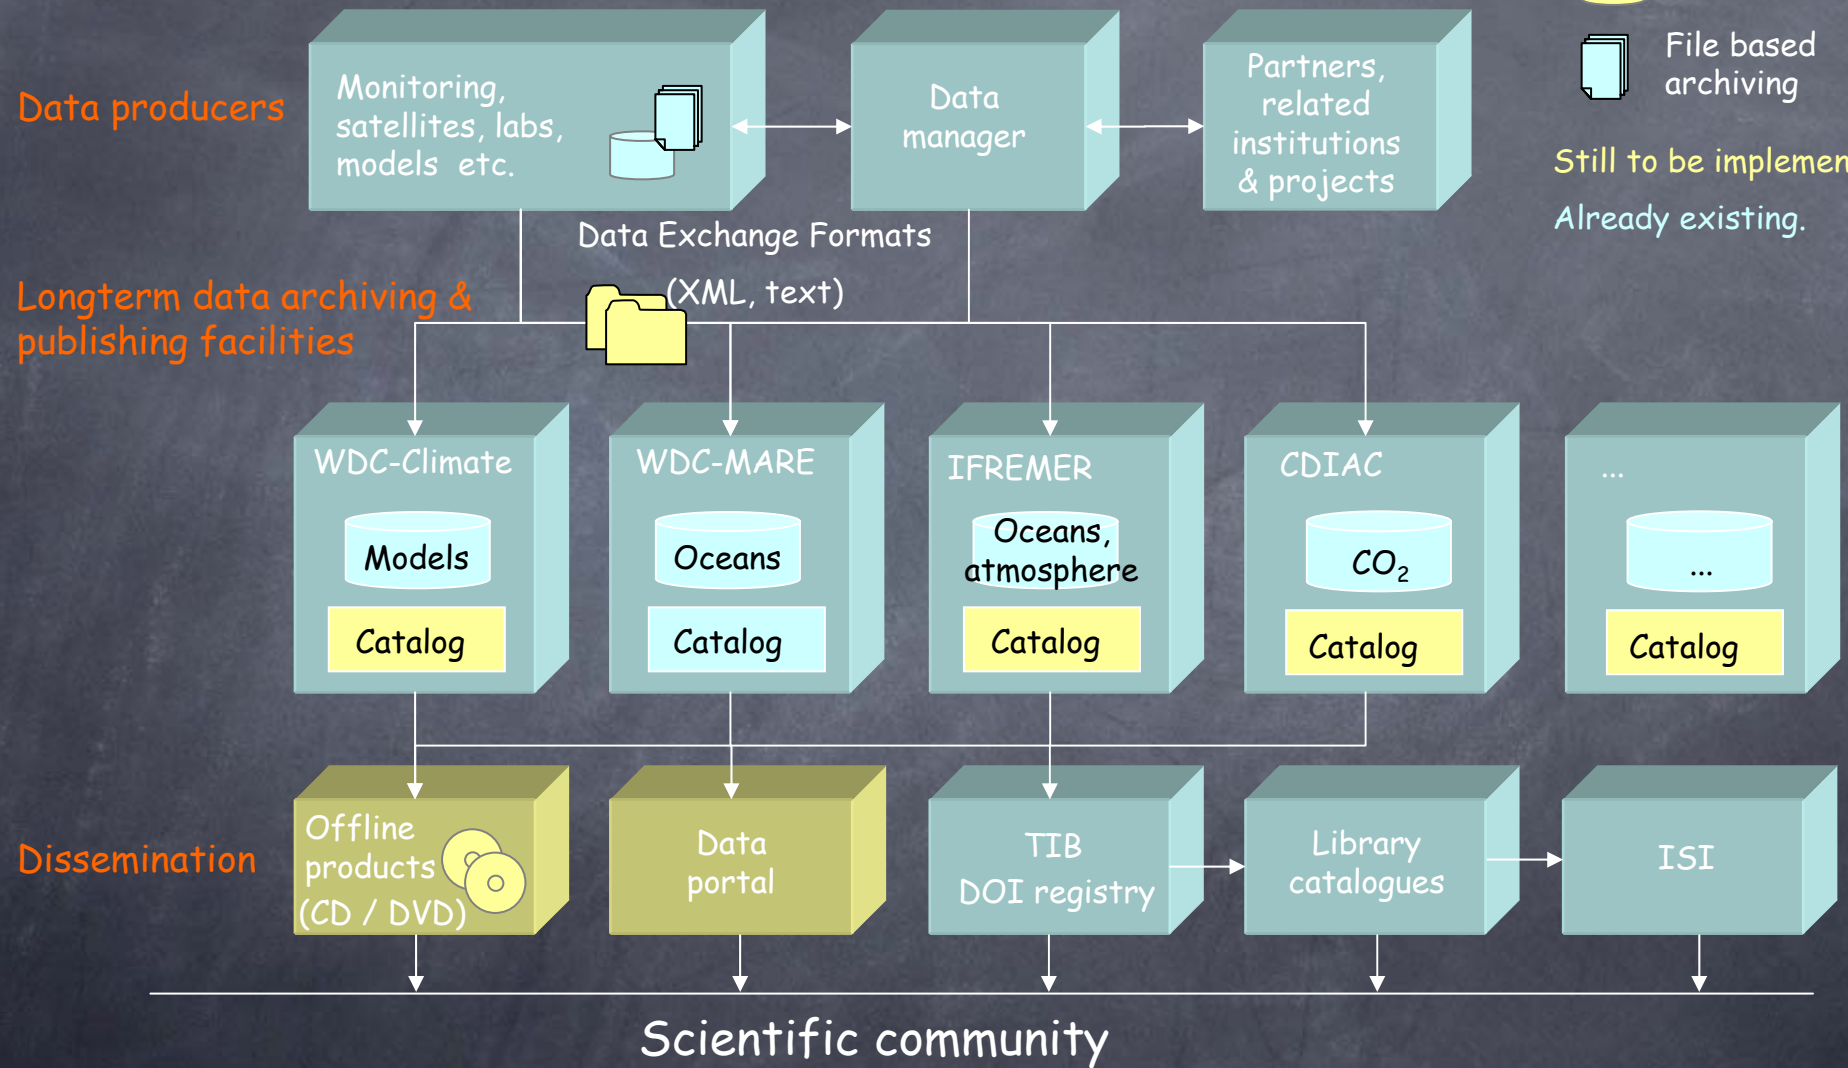 File based
archiving
Still to be implemen
Already existing.
Data producers
Monitoring,
satellites, labs,
models etc.
Data
manager
Partners,
related
institutions
& projects
Data Exchange Formats
(XML, text)
Longterm data archiving &
publishing facilities
WDC-Climate
Models
Catalog
WDC-MARE
Oceans
Catalog
IFREMER
Oceans,
atmosphere
Catalog
CDIAC
CO₂
Catalog
...
...
Catalog
Dissemination
Offline
products
(CD / DVD)
Data
portal
TIB
DOI registry
Library
catalogues
ISI
Scientific community